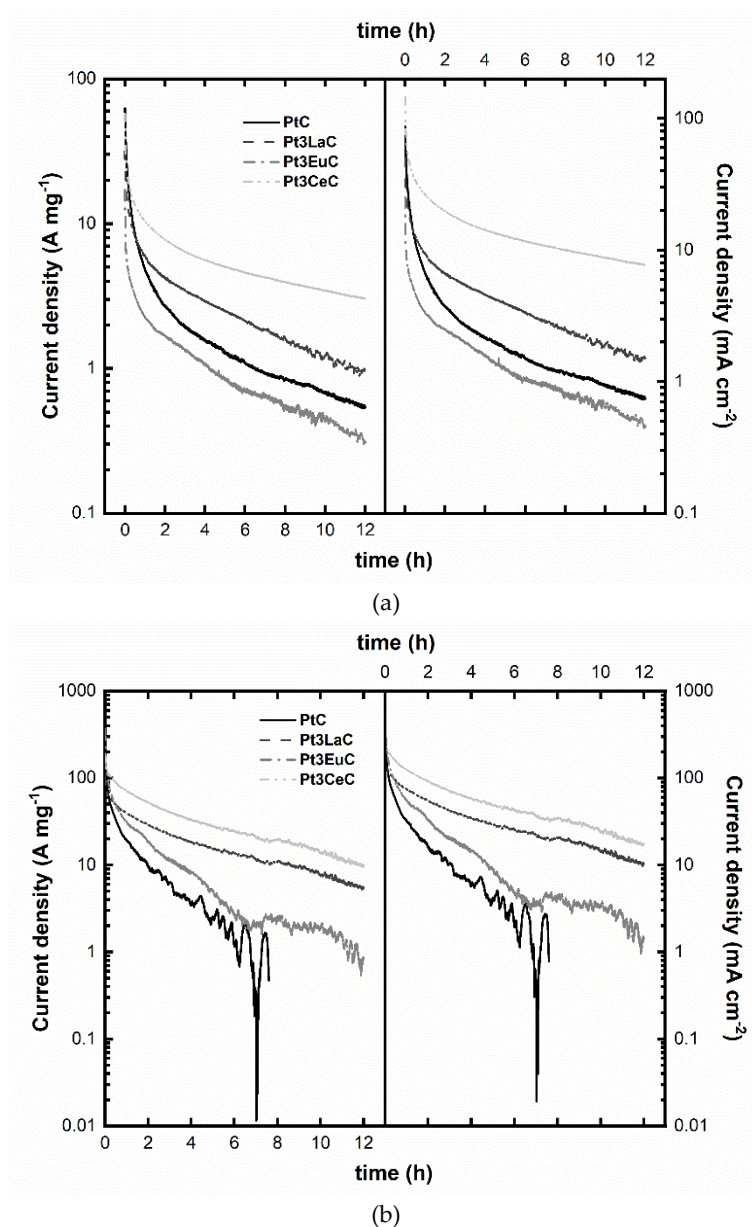 time (h)
0 2 4 6 8 10 12
100
10
1
0.1
Current density (A mg-1)
PtC
Pt3LaC
Pt3EuC
Pt3CeC
100
10
1
0.1
Current density (mA cm-2)
0 2 4 6 8 10 12
time (h)
(a)
time (h)
0 2 4 6 8 10 12
1000
100
10
1
0.1
0.01
Current density (A mg-1)
PtC
Pt3LaC
Pt3EuC
Pt3CeC
1000
100
10
1
0.1
0.01
Current density (mA cm-2)
0 2 4 6 8 10 12
time (h)
(b)